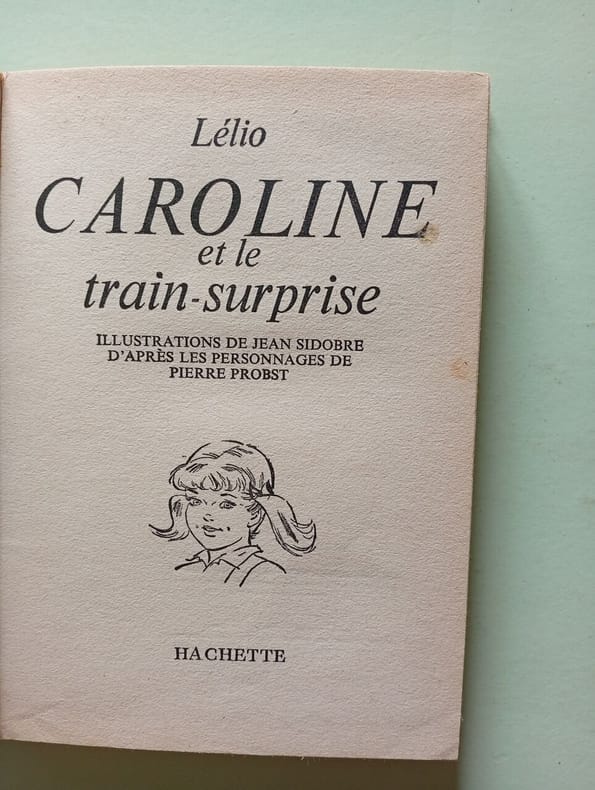 Lélio
CAROLINE
et le
train-surprise
ILLUSTRATIONS DE JEAN SIDOBRE
D'APRÈS LES PERSONNAGES DE
PIERRE PROBST
HACHETTE